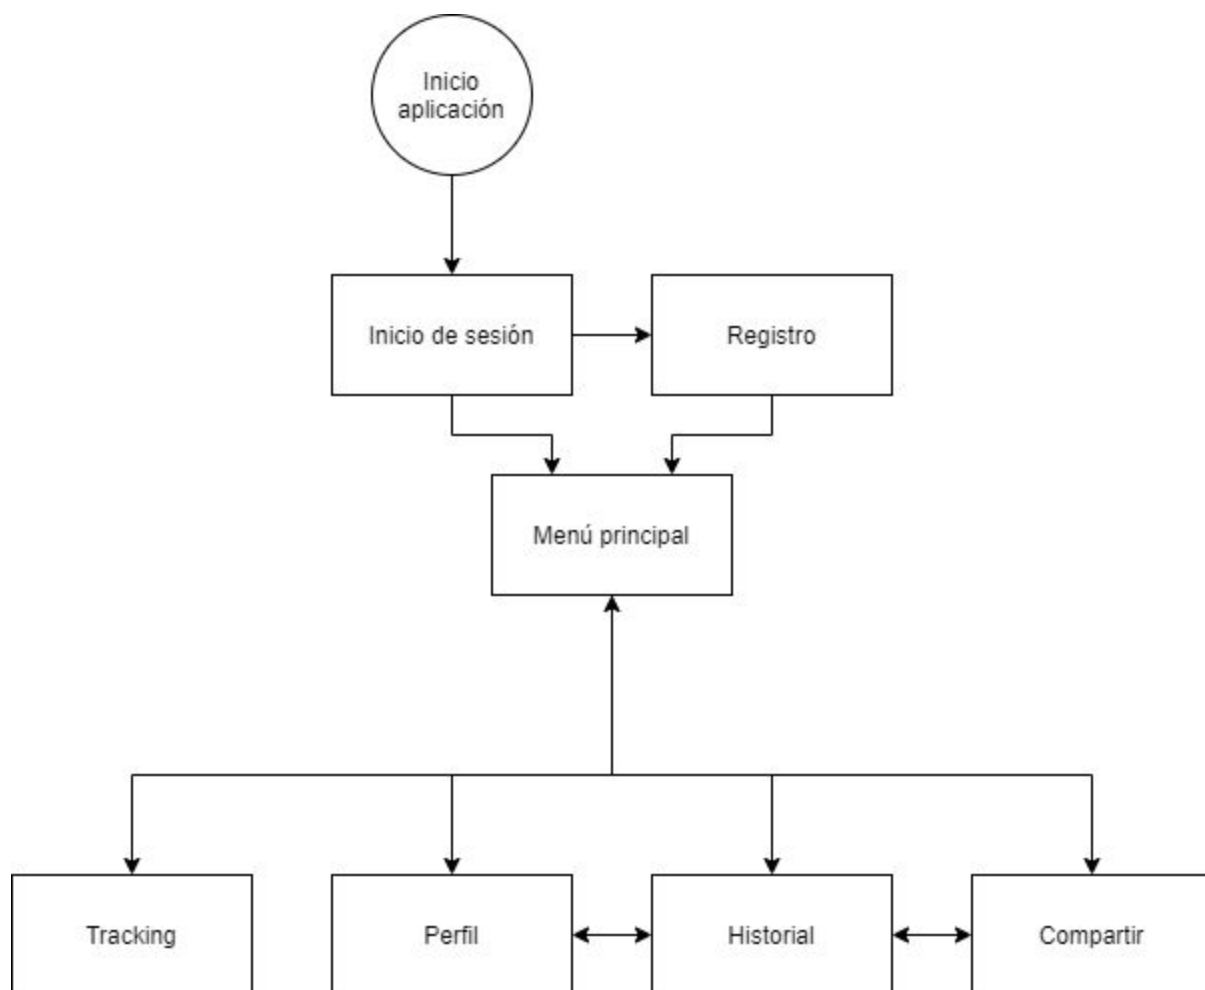 Inicio
aplicación
Inicio de sesión
Registro
Menú principal
Tracking
Perfil
Historial
Compartir